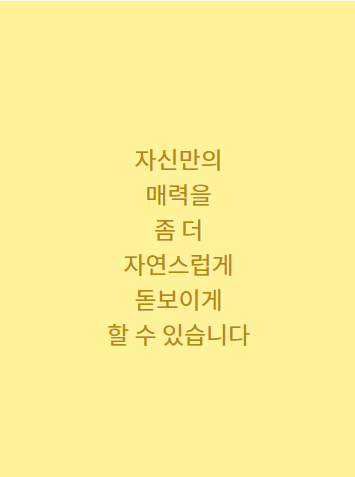 자신만의
매력을
좀 더
자연스럽게
돋보이게
할 수 있습니다